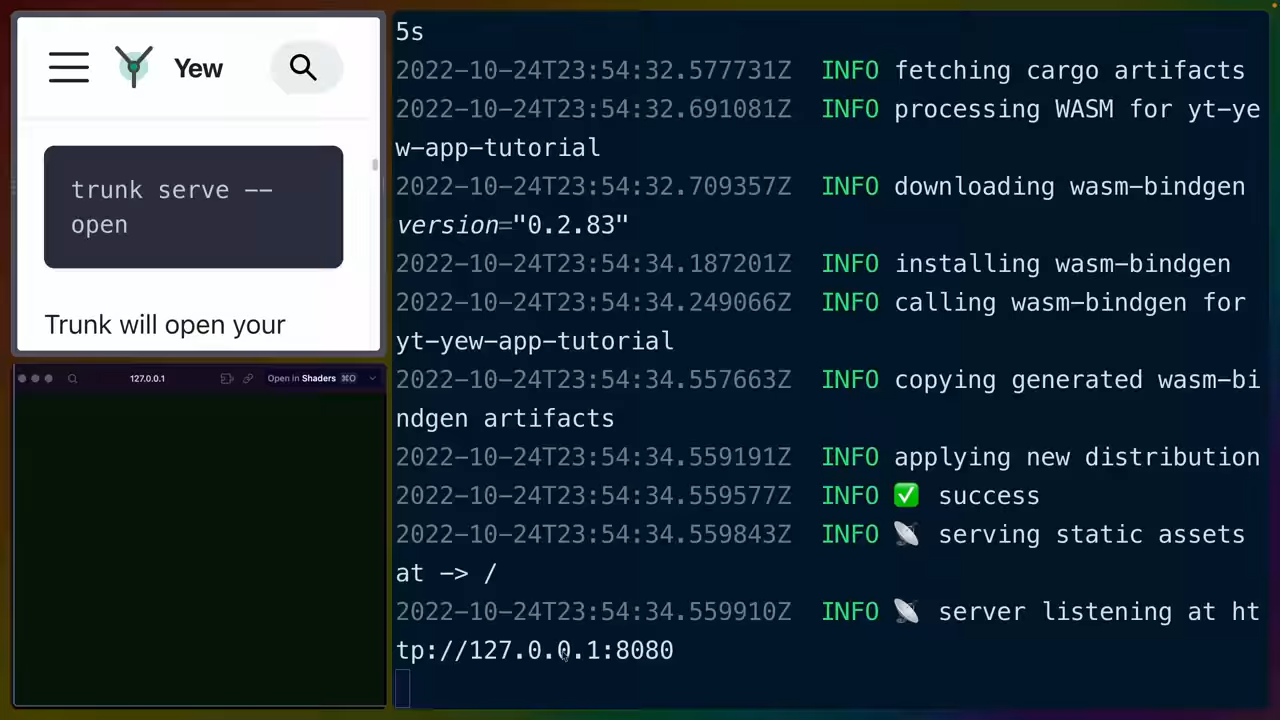 Yew
trunk serve --
open
Trunk will open your
127.0.0.1
Open in Shaders ⌘O
5s
2022-10-24T23:54:32.577731Z  INFO fetching cargo artifacts
2022-10-24T23:54:32.691081Z  INFO processing WASM for yt-ye
w-app-tutorial
2022-10-24T23:54:32.709357Z  INFO downloading wasm-bindgen
version="0.2.83"
2022-10-24T23:54:34.187201Z  INFO installing wasm-bindgen
2022-10-24T23:54:34.249066Z  INFO calling wasm-bindgen for
yt-yew-app-tutorial
2022-10-24T23:54:34.557663Z  INFO copying generated wasm-bi
ndgen artifacts
2022-10-24T23:54:34.559191Z  INFO applying new distribution
2022-10-24T23:54:34.559577Z  INFO ✅ success
2022-10-24T23:54:34.559843Z  INFO 📡 serving static assets
at -> /
2022-10-24T23:54:34.559910Z  INFO 📡 server listening at ht
tp://127.0.0.1:8080